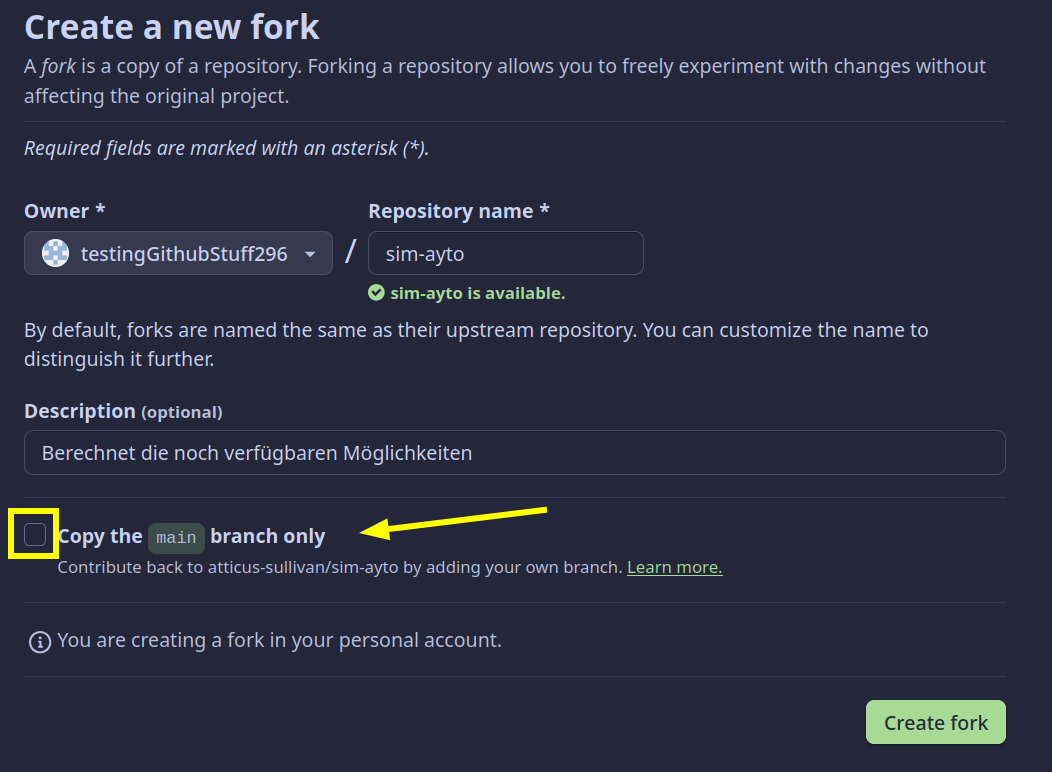 Create a new fork
A fork is a copy of a repository. Forking a repository allows you to freely experiment with changes without
affecting the original project.
Required fields are marked with an asterisk (*).
Owner *
Repository name *
testingGithubStuff296
/
sim-ayto
sim-ayto is available.
By default, forks are named the same as their upstream repository. You can customize the name to
distinguish it further.
Description (optional)
Berechnet die noch verfügbaren Möglichkeiten
Copy the main branch only
Contribute back to atticus-sullivan/sim-ayto by adding your own branch. Learn more.
You are creating a fork in your personal account.
Create fork